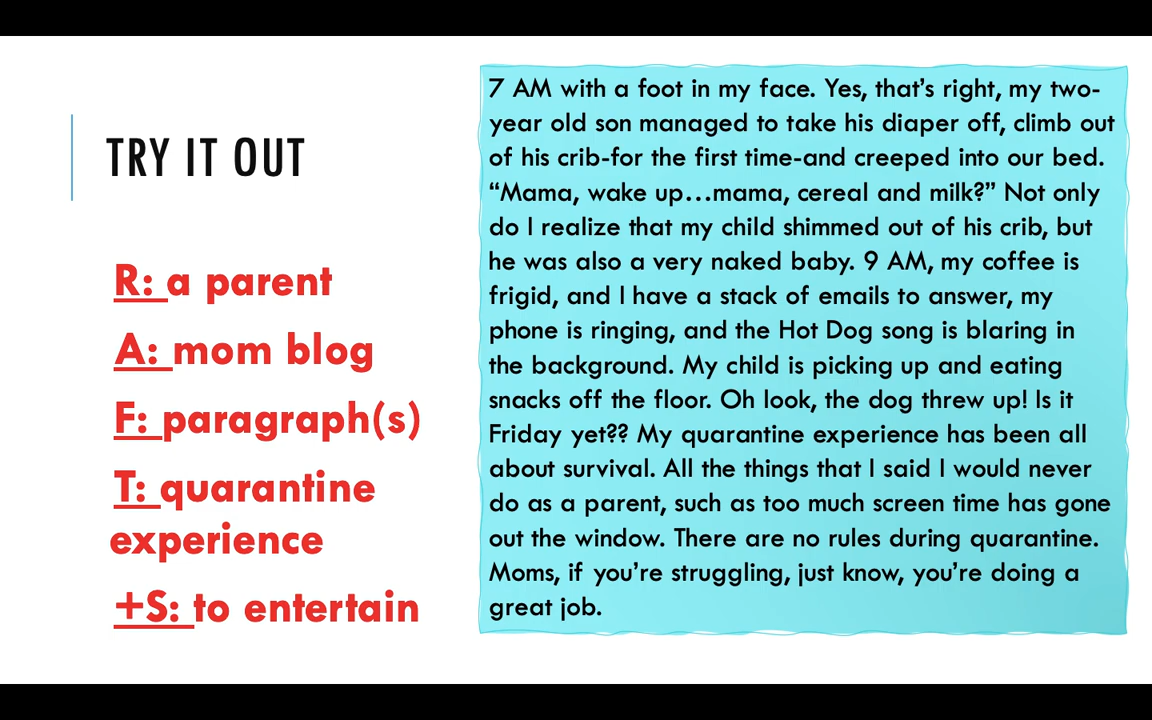 TRY IT OUT
R: a parent
A: mom blog
F: paragraph(s)
T: quarantine
experience
+S: to entertain
7 AM with a foot in my face. Yes, that’s right, my two-
year old son managed to take his diaper off, climb out
of his crib-for the first time-and creeped into our bed.
“Mama, wake up…mama, cereal and milk?” Not only
do I realize that my child shimmed out of his crib, but
he was also a very naked baby. 9 AM, my coffee is
frigid, and I have a stack of emails to answer, my
phone is ringing, and the Hot Dog song is blaring in
the background. My child is picking up and eating
snacks off the floor. Oh look, the dog threw up! Is it
Friday yet?? My quarantine experience has been all
about survival. All the things that I said I would never
do as a parent, such as too much screen time has gone
out the window. There are no rules during quarantine.
Moms, if you’re struggling, just know, you’re doing a
great job.